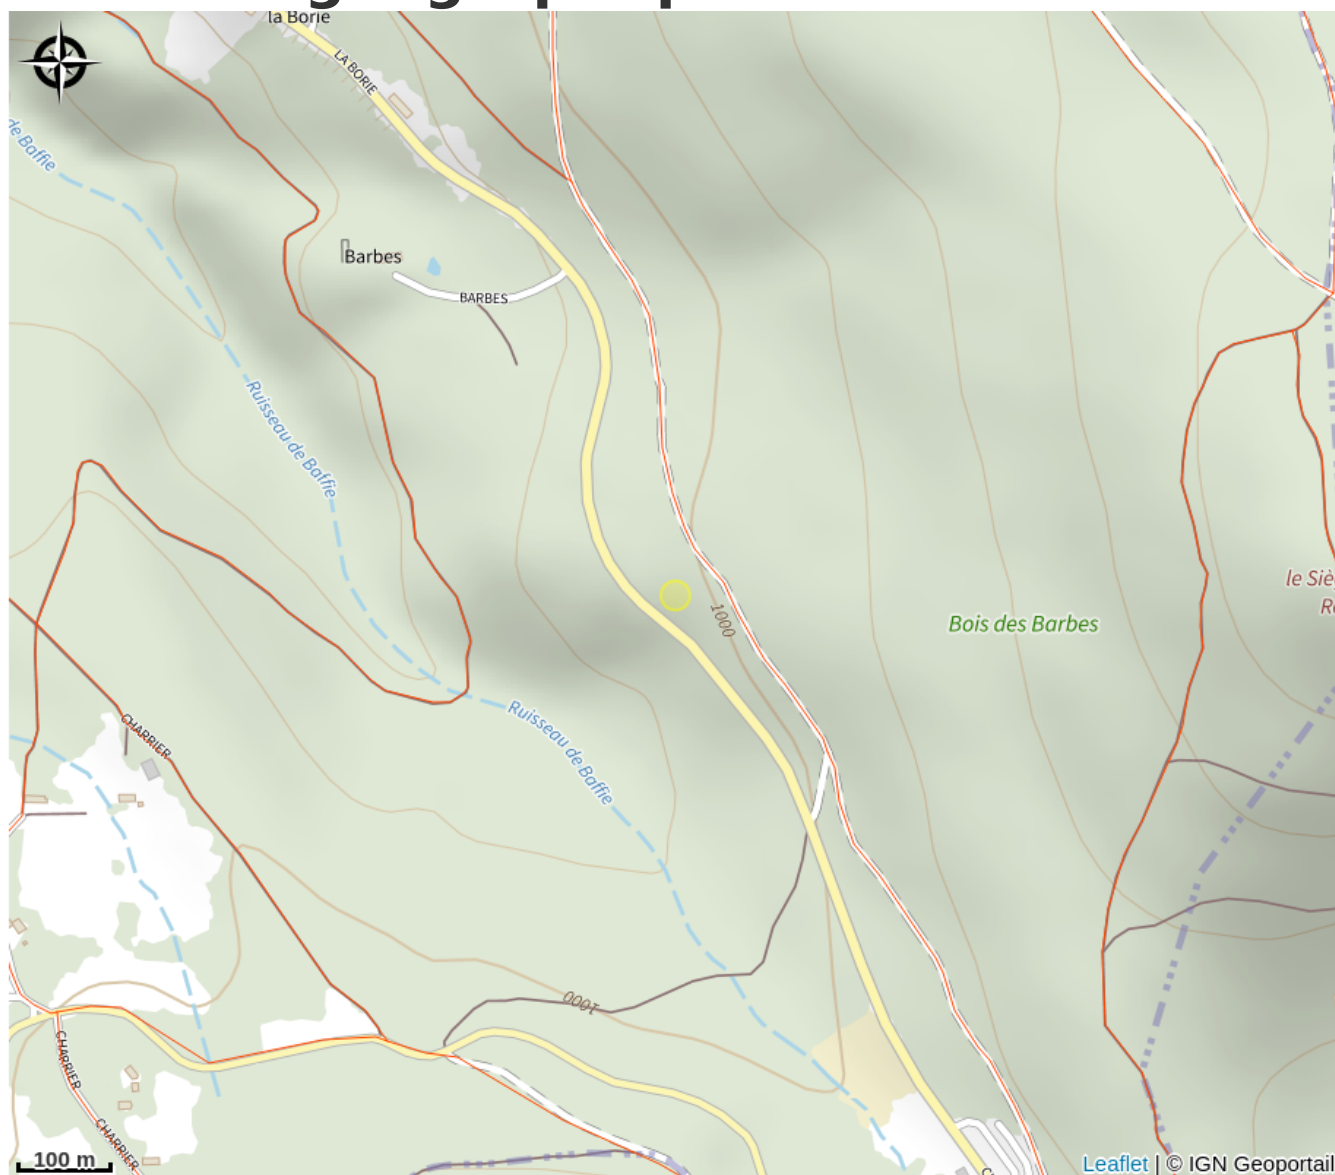 la Borie
LA BORIE
de Baffie
Barbes
BARBES
Ruisseau de Baffie
1000
Bois des Barbes
le Siè
Ruisseau de Baffie
CHARRIER
1000
CHARRIER
CHARRIER
100 m
Leaflet | © IGN Geoportail